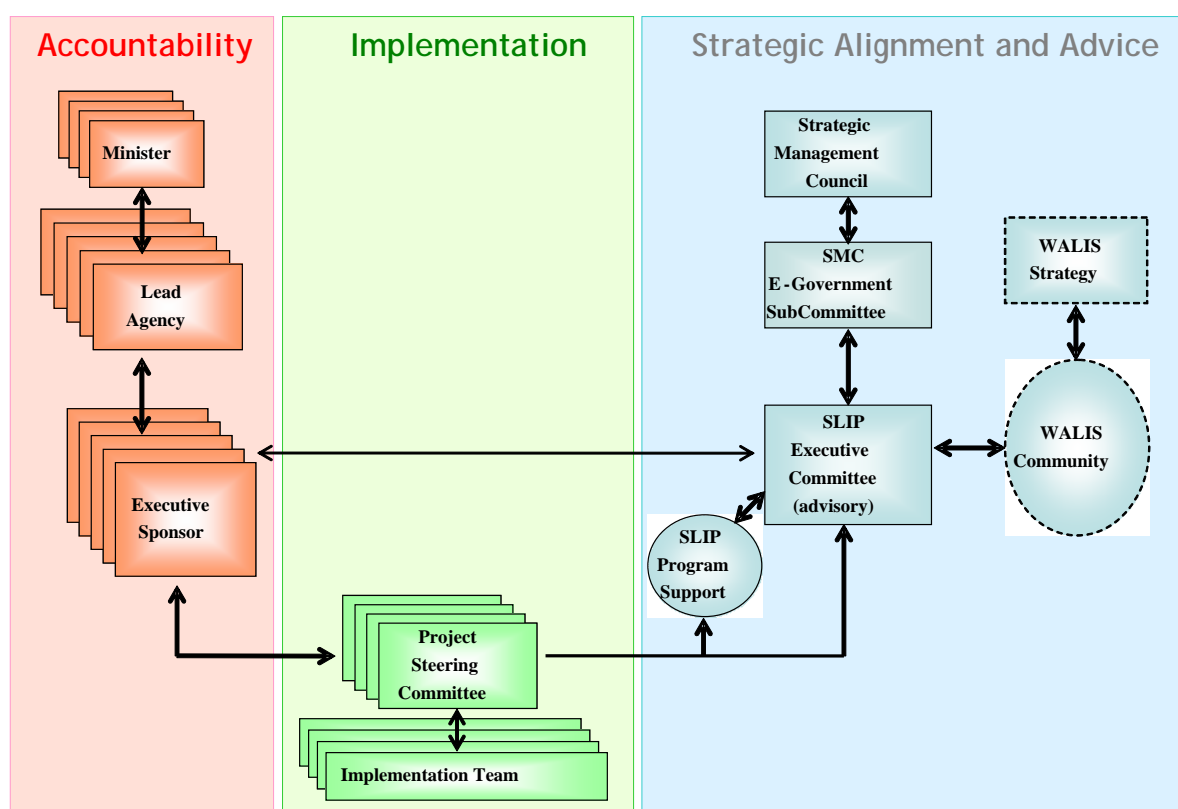 Accountability
Implementation
Strategic Alignment and Advice
Minister
Lead
Agency
Executive
Sponsor
Project
Steering
Committee
Implementation Team
Strategic
Management
Council
SMC
E-Government
SubCommittee
SLIP
Executive
Committee
(advisory)
SLIP
Program
Support
WALIS
Strategy
WALIS
Community